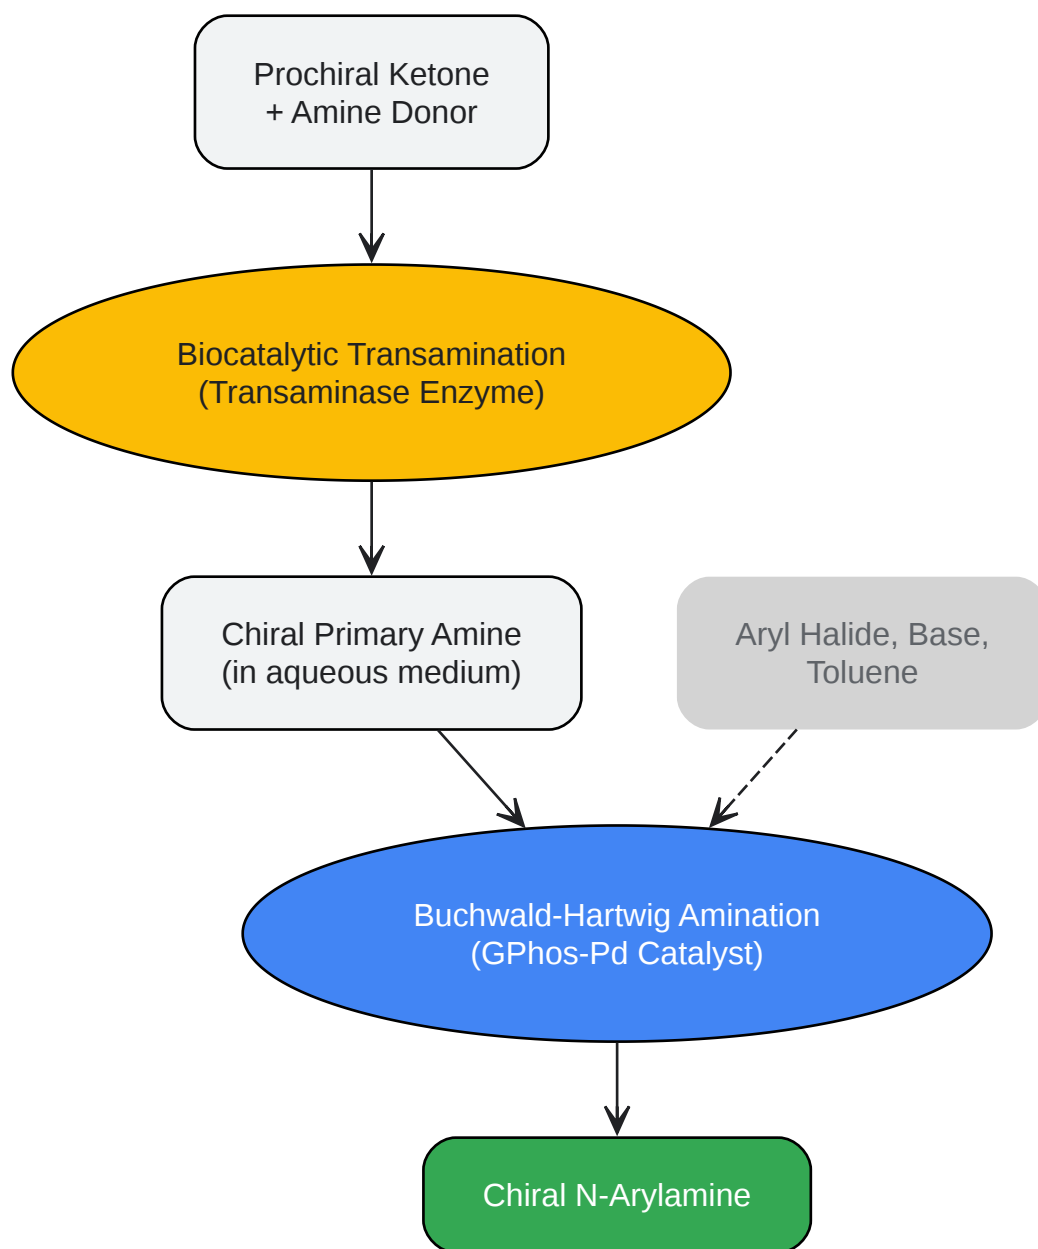 Prochiral Ketone
+ Amine Donor
Biocatalytic Transamination
(Transaminase Enzyme)
Chiral Primary Amine
(in aqueous medium)
Aryl Halide, Base,
Toluene
Buchwald-Hartwig Amination
(GPhos-Pd Catalyst)
Chiral N-Arylamine